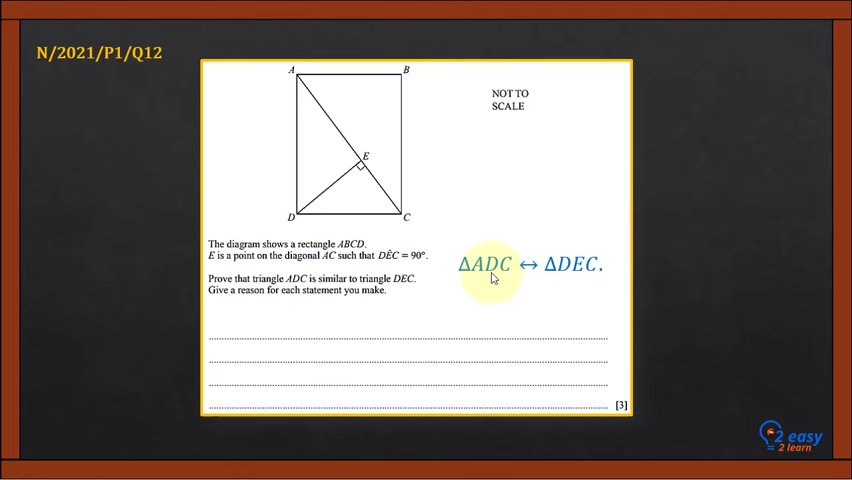 N/2021/P1/Q12
A
B
NOT TO
SCALE
E
D
C
The diagram shows a rectangle ABCD.
E is a point on the diagonal AC such that DÊC = 90°.
Prove that triangle ADC is similar to triangle DEC.
Give a reason for each statement you make.
ΔADC ↔ ΔDEC.
[3]
2 easy
2 learn